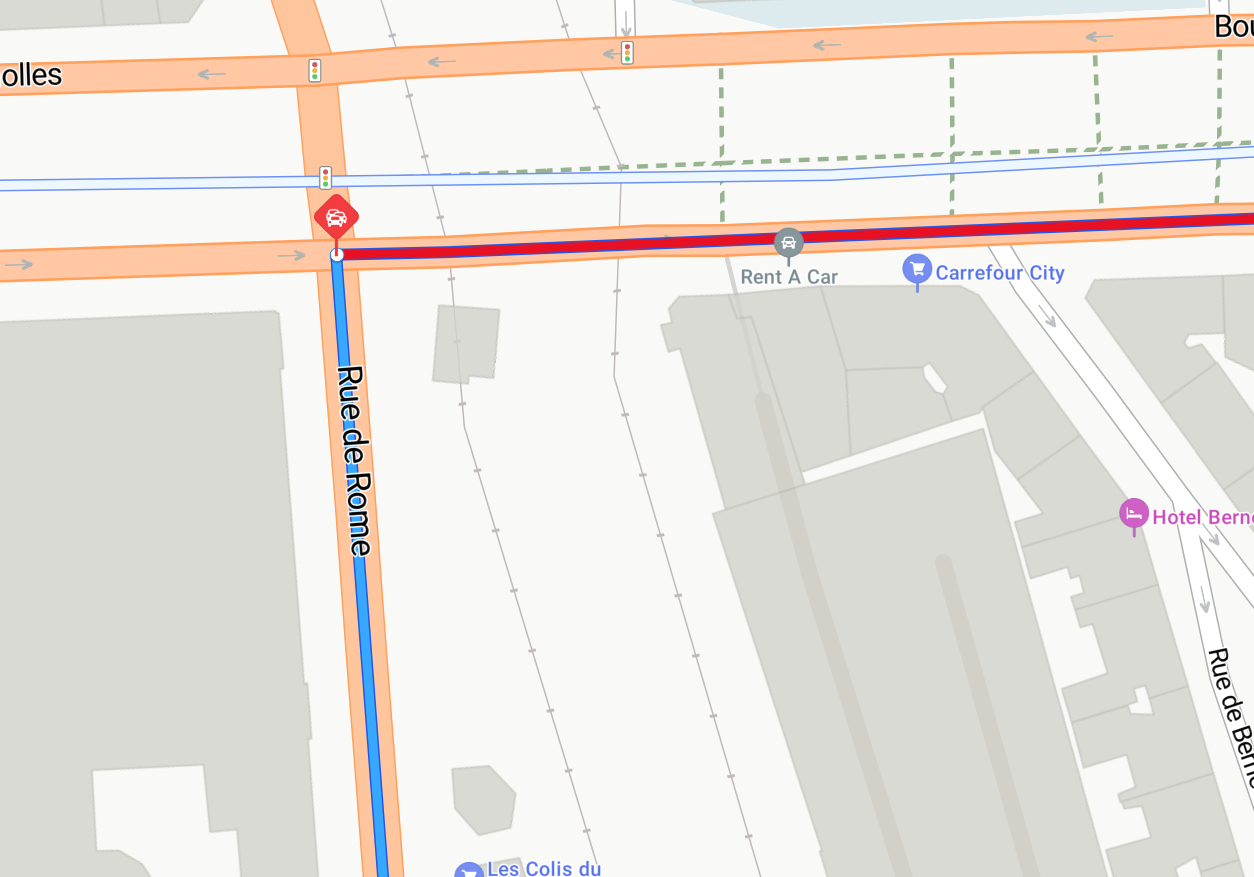 Bou
olles
Rent A Car
Carrefour City
Rue de Rome
Hotel Berne
Rue de Berne
Les Colis du